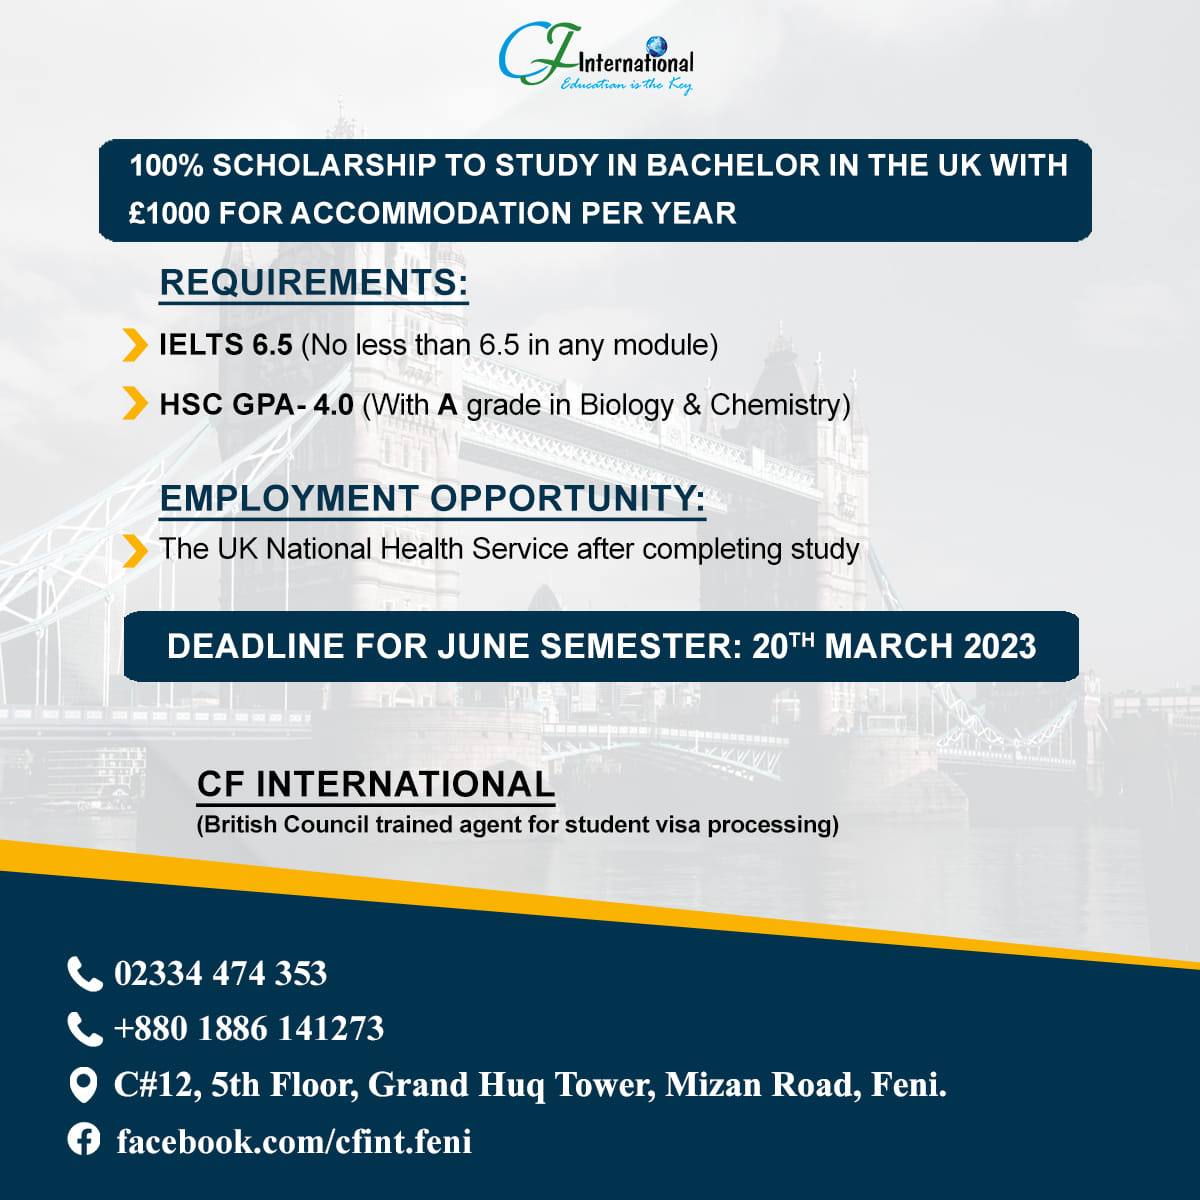 CF International
Education is the Key
100% SCHOLARSHIP TO STUDY IN BACHELOR IN THE UK WITH
£1000 FOR ACCOMMODATION PER YEAR
REQUIREMENTS:
IELTS 6.5 (No less than 6.5 in any module)
HSC GPA- 4.0 (With A grade in Biology & Chemistry)
EMPLOYMENT OPPORTUNITY:
The UK National Health Service after completing study
DEADLINE FOR JUNE SEMESTER: 20TH MARCH 2023
CF INTERNATIONAL
(British Council trained agent for student visa processing)
02334 474 353
+880 1886 141273
C#12, 5th Floor, Grand Huq Tower, Mizan Road, Feni.
facebook.com/cfint.feni